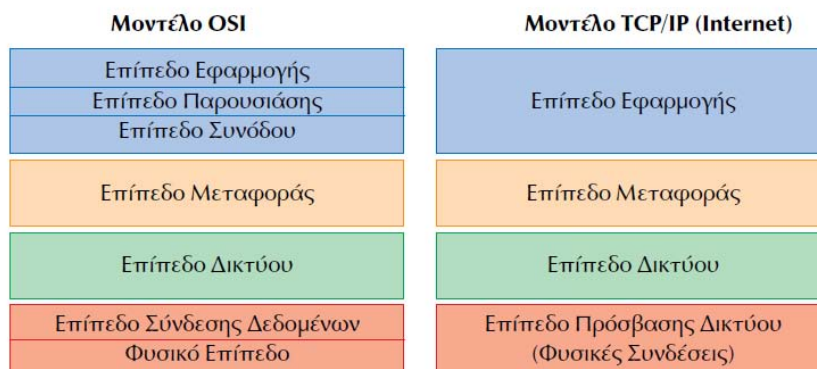 Μοντέλο OSI
Επίπεδο Εφαρμογής
Επίπεδο Παρουσιάσης
Επίπεδο Συνόδου
Επίπεδο Μεταφοράς
Επίπεδο Δικτύου
Επίπεδο Σύνδεσης Δεδομένων
Φυσικό Επίπεδο
Μοντέλο TCP/IP (Internet)
Επίπεδο Εφαρμογής
Επίπεδο Μεταφοράς
Επίπεδο Δικτύου
Επίπεδο Πρόσβασης Δικτύου
(Φυσικές Συνδέσεις)